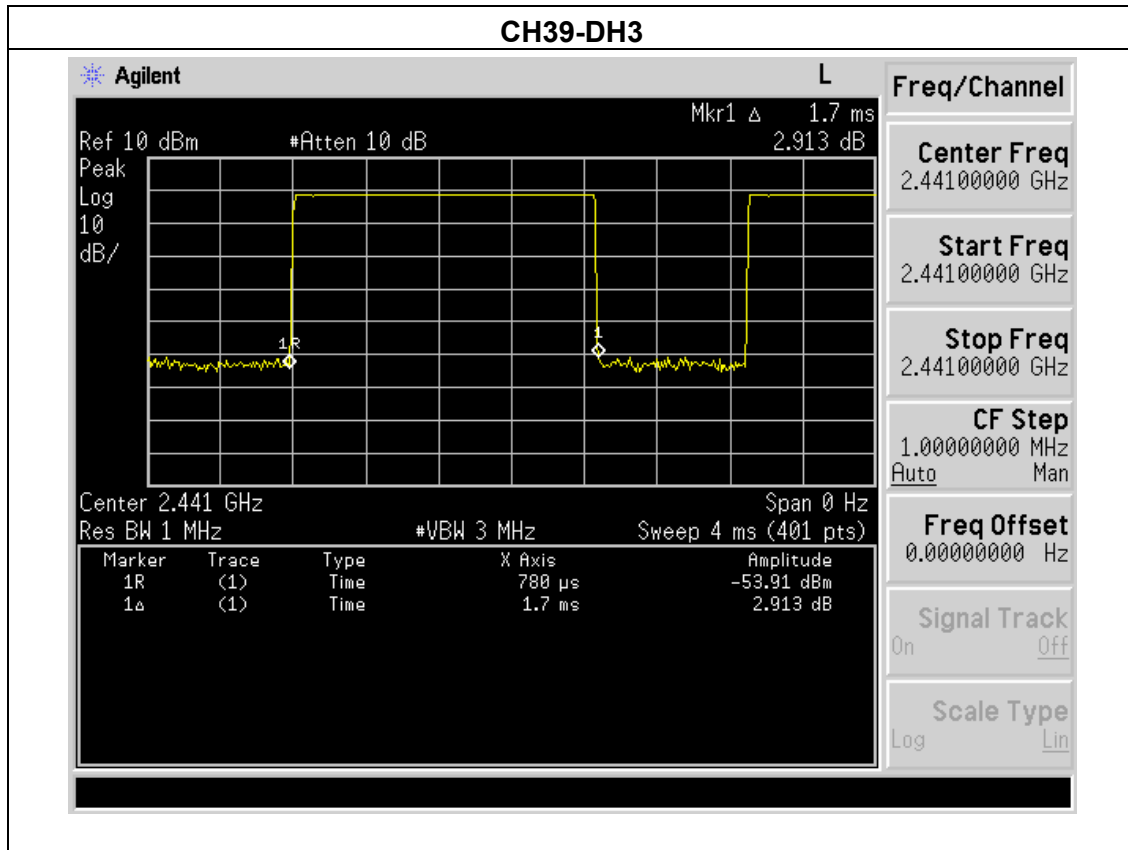 CH39-DH3
Agilent L
Mkr1 Δ 1.7 ms
Ref 10 dBm #Atten 10 dB 2.913 dB
Peak
Log
10
dB/
1R
1
Center 2.441 GHz Span 0 Hz
Res BW 1 MHz #VBW 3 MHz Sweep 4 ms (401 pts)
Marker Trace Type X Axis Amplitude
1R (1) Time 780 µs -53.91 dBm
1Δ (1) Time 1.7 ms 2.913 dB
Freq/Channel
Center Freq
2.44100000 GHz
Start Freq
2.44100000 GHz
Stop Freq
2.44100000 GHz
CF Step
1.00000000 MHz
Auto Man
Freq Offset
0.00000000 Hz
Signal Track
On Off
Scale Type
Log Lin